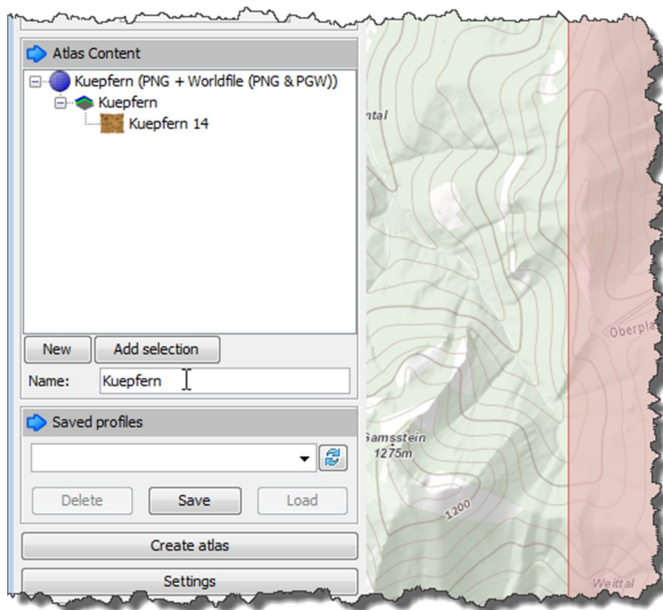 Atlas Content
Kuepfern (PNG + Worldfile (PNG & PGW))
Kuepfern
Kuepfern 14
New Add selection
Name: Kuepfern
Saved profiles
Delete Save Load
Create atlas
Settings
ntal
Oberpla
Gamsstein
1275m
1200
Weittal